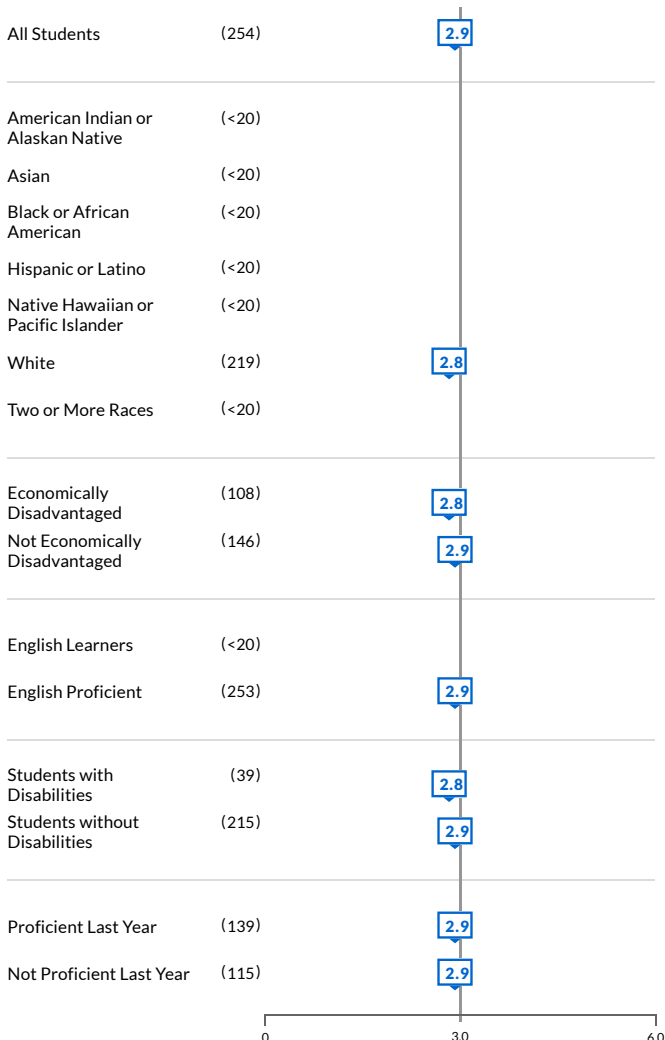 All Students (254) 2.9
American Indian or (<20)
Alaskan Native
Asian (<20)
Black or African (<20)
American
Hispanic or Latino (<20)
Native Hawaiian or (<20)
Pacific Islander
White (219) 2.8
Two or More Races (<20)
Economically (108) 2.8
Disadvantaged
Not Economically (146) 2.9
Disadvantaged
English Learners (<20)
English Proficient (253) 2.9
Students with (39) 2.8
Disabilities
Students without (215) 2.9
Disabilities
Proficient Last Year (139) 2.9
Not Proficient Last Year (115) 2.9
0 3.0 6.0